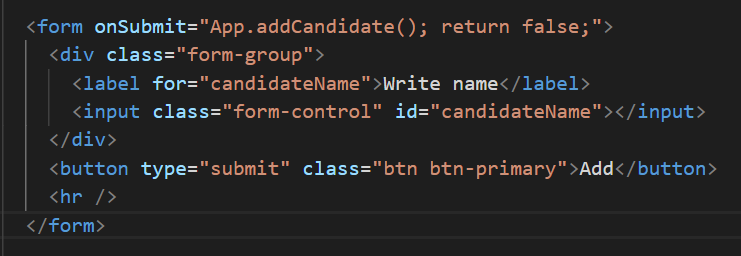 <form onSubmit="App.addCandidate(); return false;">
<div class="form-group">
<label for="candidateName">Write name</label>
<input class="form-control" id="candidateName"></input>
</div>
<button type="submit" class="btn btn-primary">Add</button>
<hr />
</form>